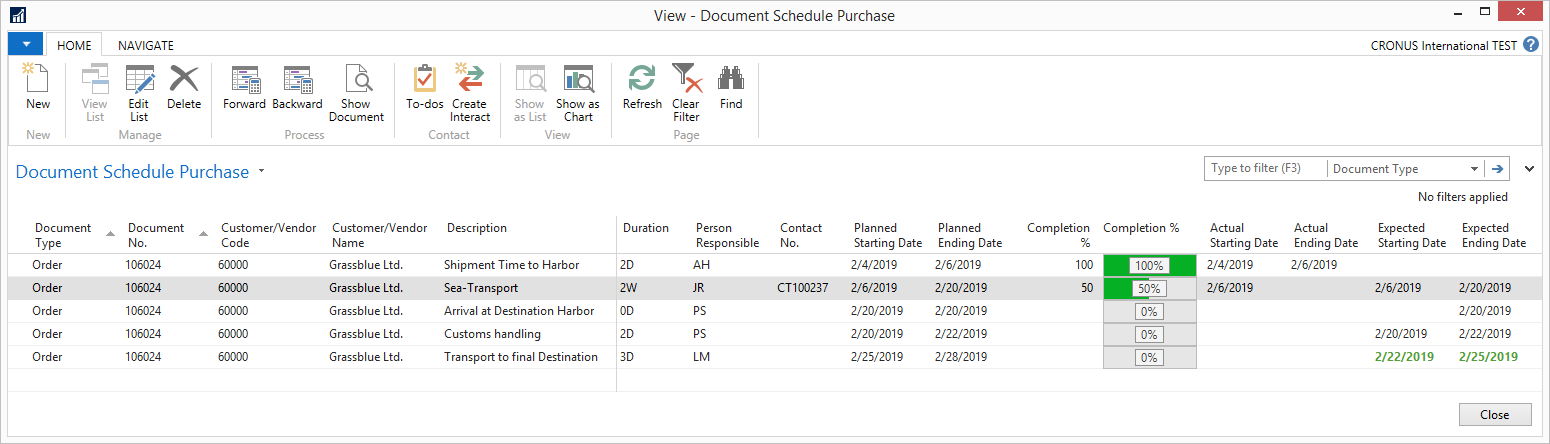 View - Document Schedule Purchase
HOME NAVIGATE CRONUS International TEST ?
New View List Edit List Delete Forward Backward Show Document To-dos Create Interact Show as List Show as Chart Refresh Clear Filter Find
New Manage Process Contact View Page
Document Schedule Purchase Type to filter (F3) Document Type
No filters applied
Document Type Document No. Customer/Vendor Code Customer/Vendor Name Description Duration Person Responsible Contact No. Planned Starting Date Planned Ending Date Completion % Completion % Actual Starting Date Actual Ending Date Expected Starting Date Expected Ending Date
Order 106024 60000 Grassblue Ltd. Shipment Time to Harbor 2D AH 2/4/2019 2/6/2019 100 100% 2/4/2019 2/6/2019
Order 106024 60000 Grassblue Ltd. Sea-Transport 2W JR CT100237 2/6/2019 2/20/2019 50 50% 2/6/2019 2/6/2019 2/20/2019
Order 106024 60000 Grassblue Ltd. Arrival at Destination Harbor 0D PS 2/20/2019 2/20/2019 0% 2/20/2019
Order 106024 60000 Grassblue Ltd. Customs handling 2D PS 2/20/2019 2/22/2019 0% 2/20/2019 2/22/2019
Order 106024 60000 Grassblue Ltd. Transport to final Destination 3D LM 2/25/2019 2/28/2019 0% 2/22/2019 2/25/2019
Close